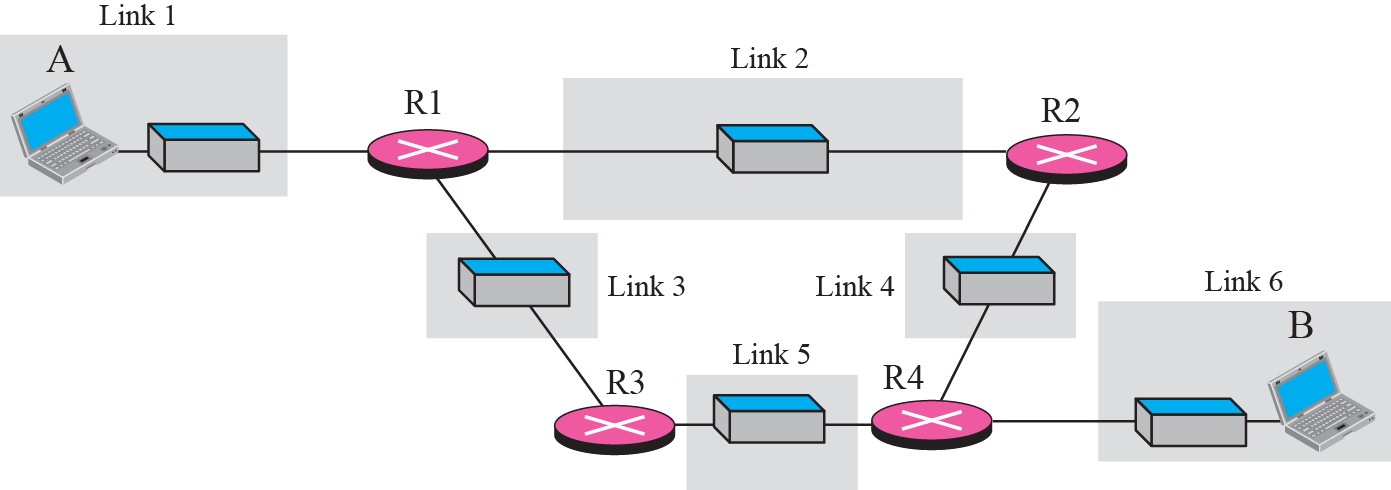 Link 1
A
Link 2
R1
R2
Link 3
Link 4
Link 6
B
Link 5
R3
R4